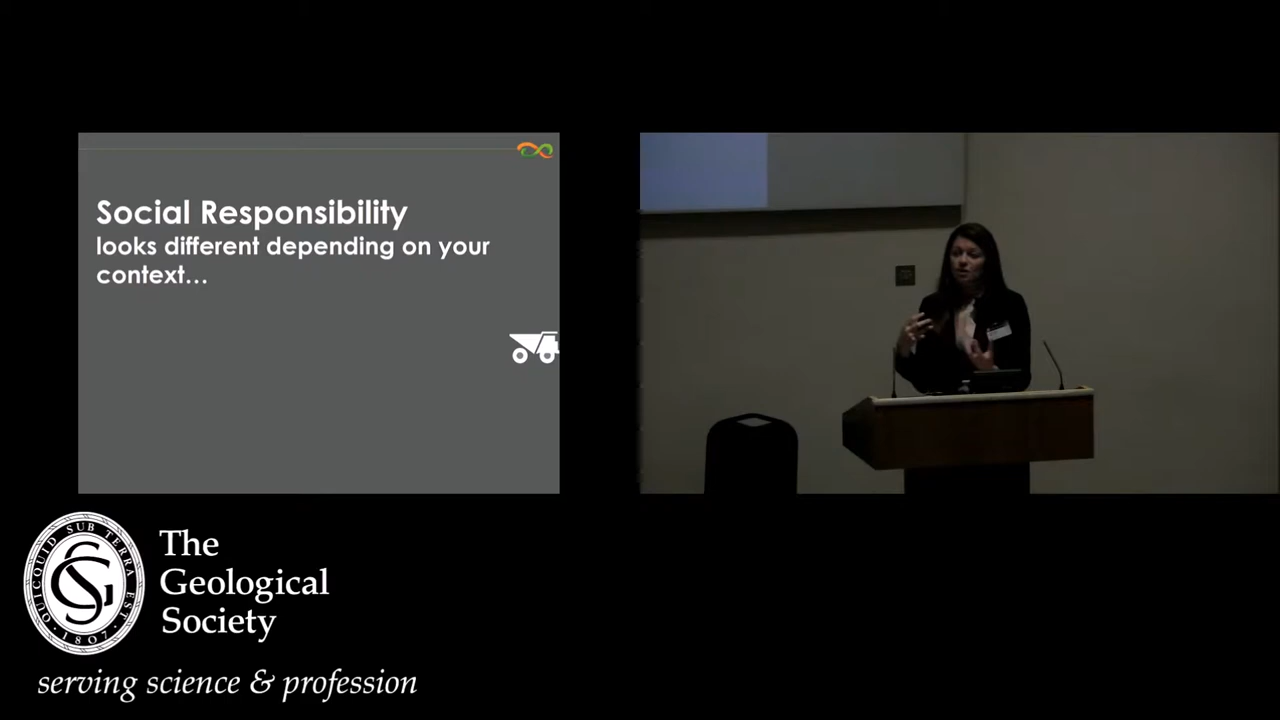 Social Responsibility
looks different depending on your
context...
QUICQUID SUB TERRA EST
1807
The
Geological
Society
serving science & profession